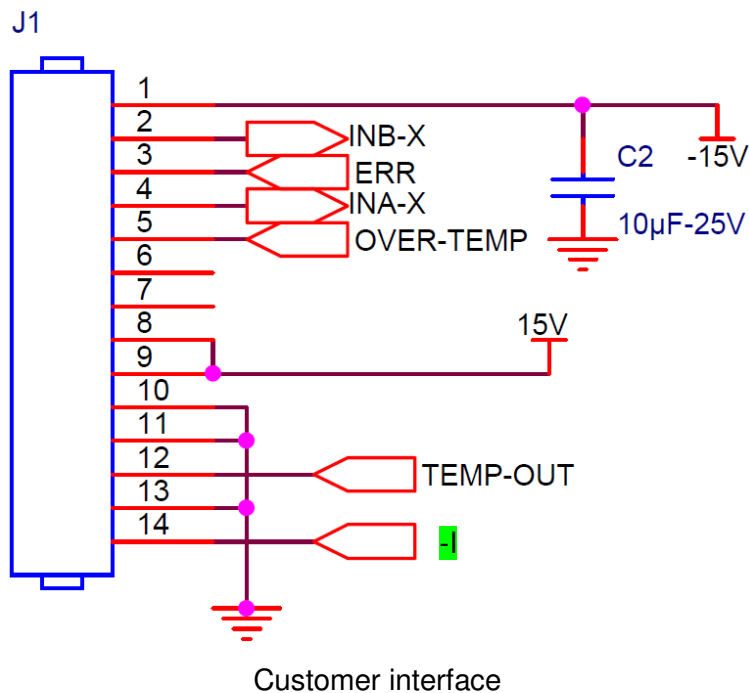 J1
1
2
INB-X
3
ERR
4
INA-X
5
OVER-TEMP
C2
-15V
10µF-25V
6
7
8
15V
9
10
11
12
TEMP-OUT
13
14
-I
Customer interface